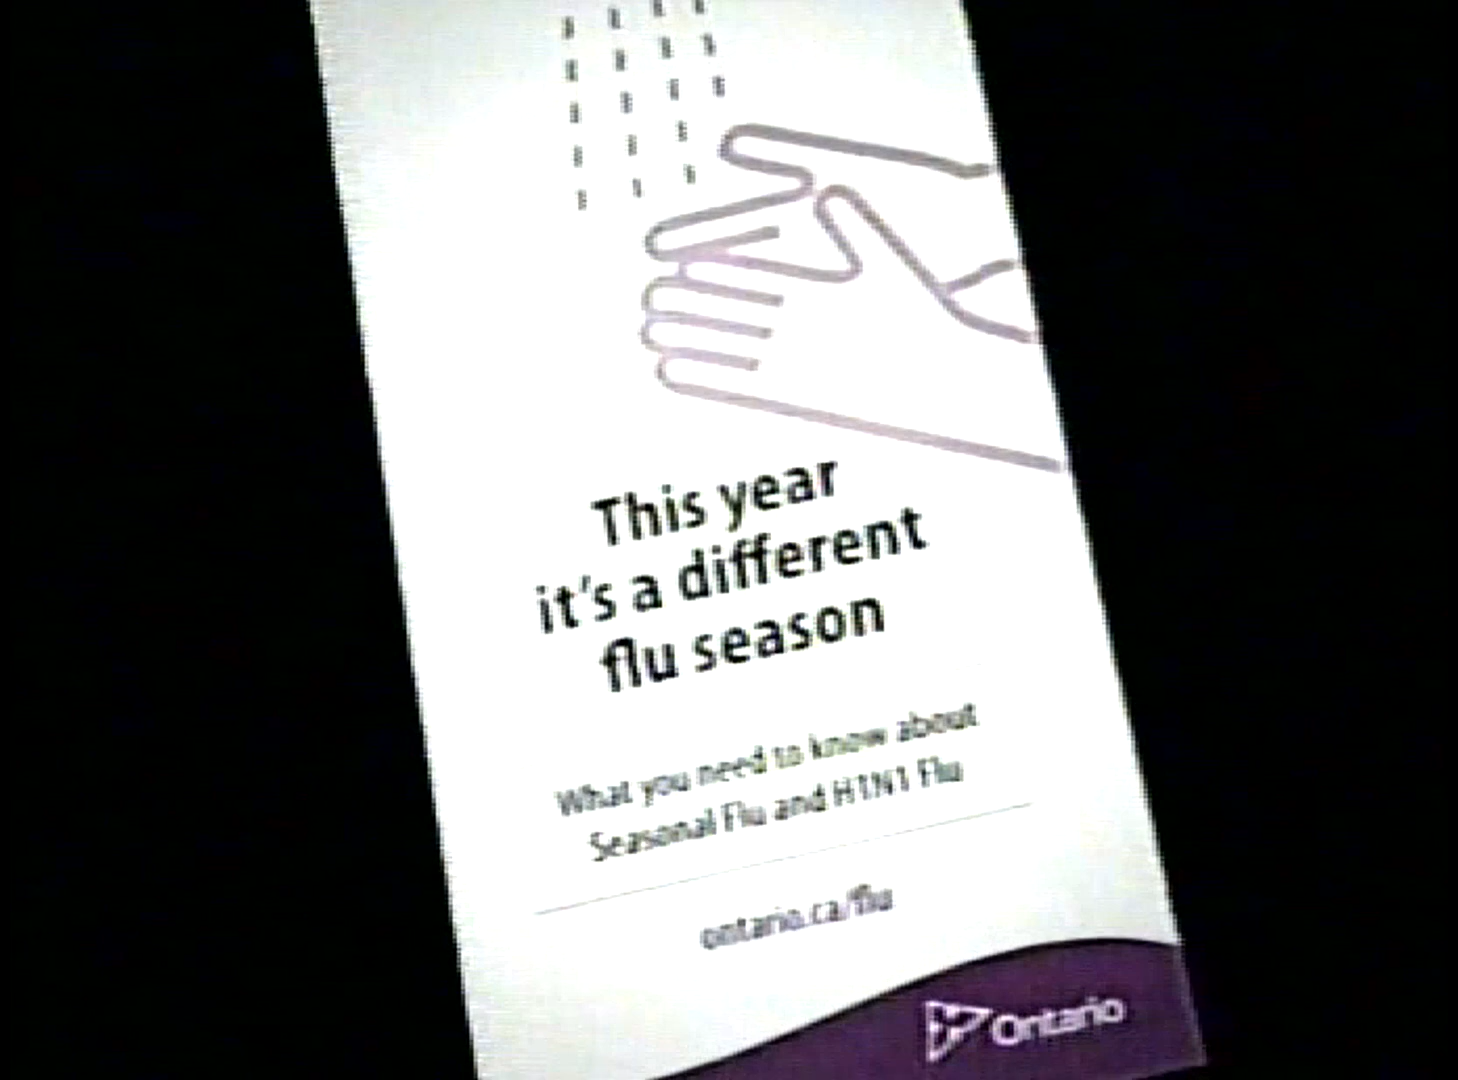 This year
it's a different
flu season
What you need to know about
Seasonal Flu and H1N1 Flu
ontario.ca/flu
Ontario